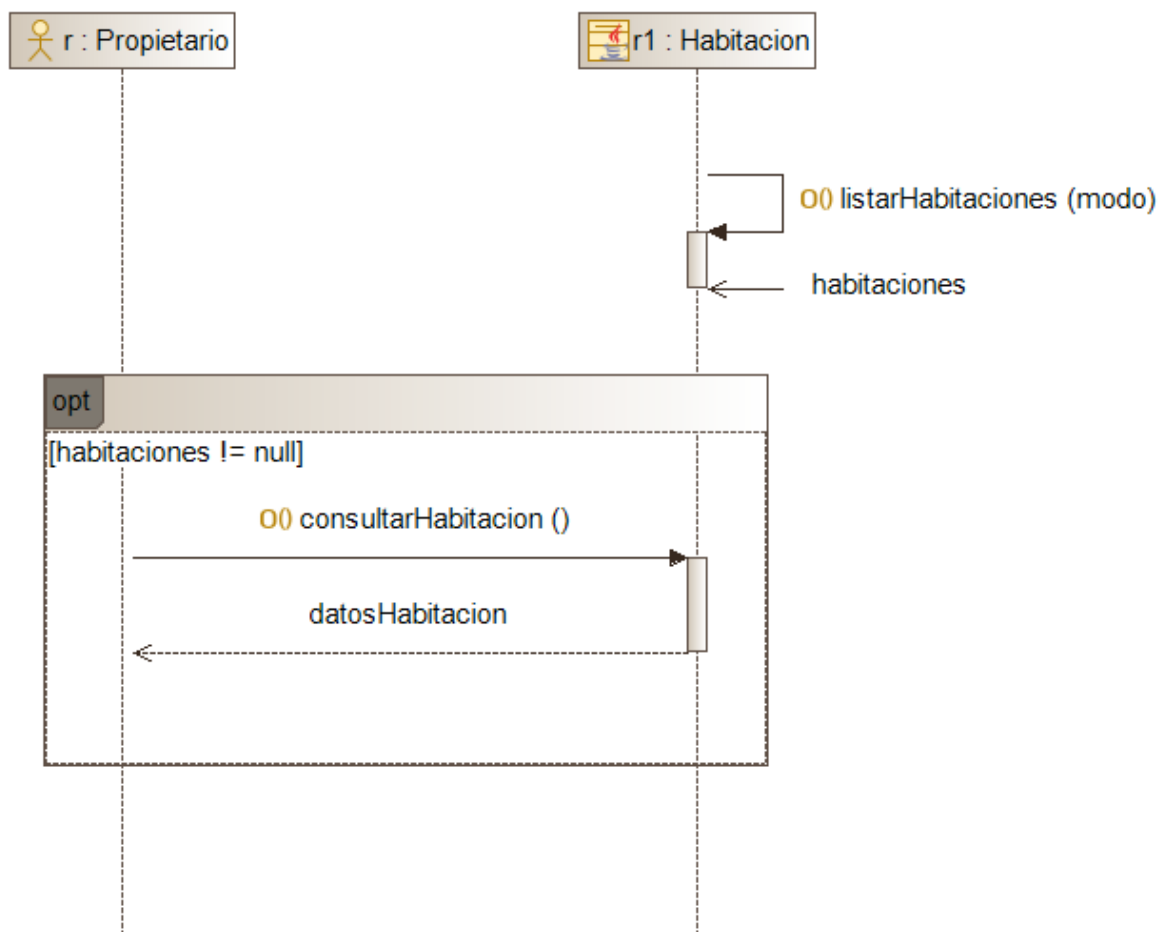 r : Propietario
r1 : Habitacion
O() listarHabitaciones (modo)
habitaciones
opt
[habitaciones != null]
O() consultarHabitacion ()
datosHabitacion